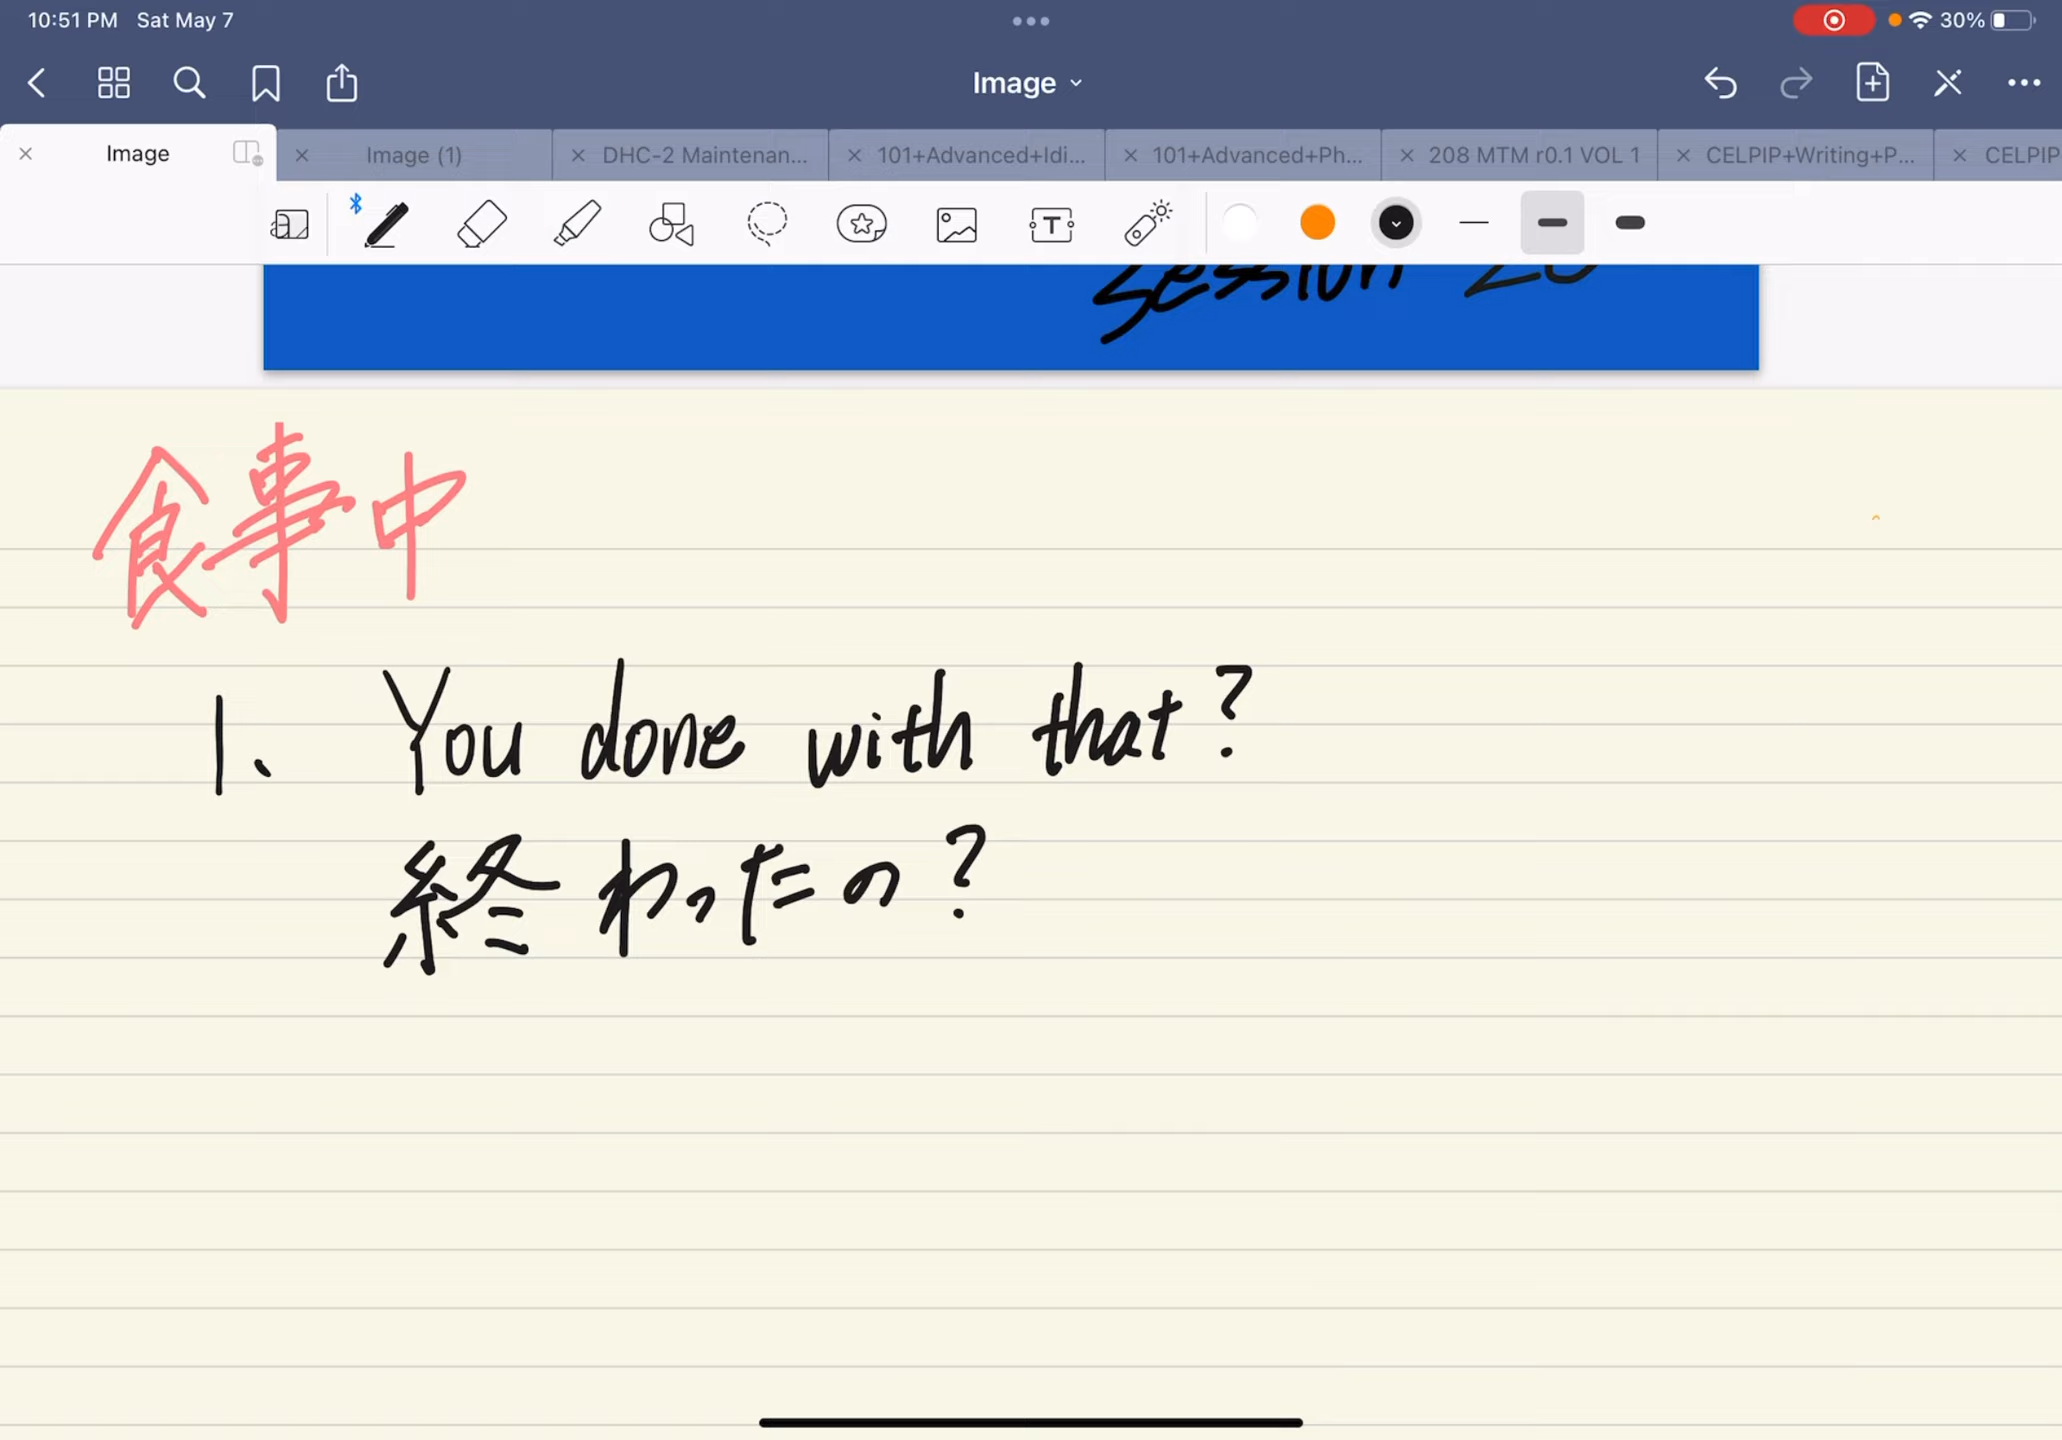 10:51 PM Sat May 7
30%
Image
Image
Image (1)
DHC-2 Maintenan...
101+Advanced+Idi...
101+Advanced+Ph...
208 MTM r0.1 VOL 1
CELPIP+Writing+P...
CELPIP
Session 20
食事中
1. You done with that?
終わったの?